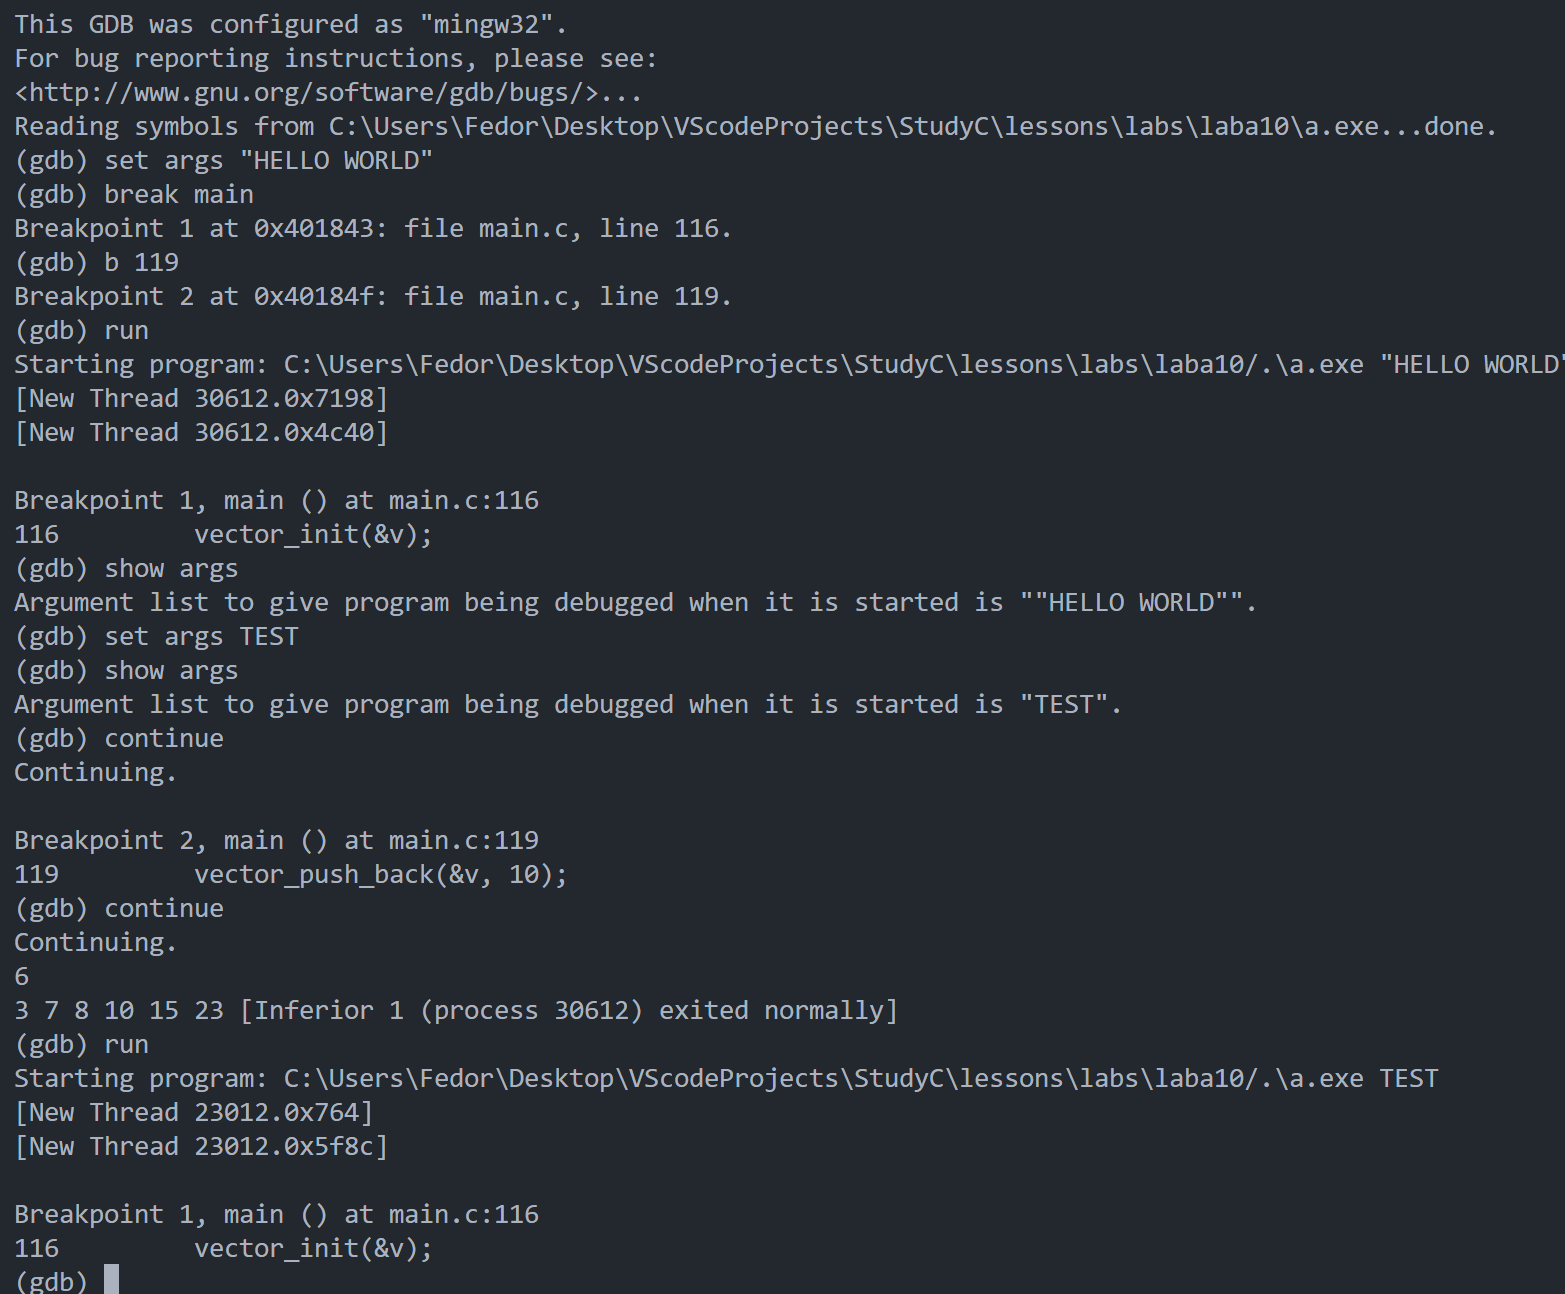 This GDB was configured as "mingw32".
For bug reporting instructions, please see:
<http://www.gnu.org/software/gdb/bugs/>...
Reading symbols from C:\Users\Fedor\Desktop\VScodeProjects\StudyC\lessons\labs\laba10\a.exe...done.
(gdb) set args "HELLO WORLD"
(gdb) break main
Breakpoint 1 at 0x401843: file main.c, line 116.
(gdb) b 119
Breakpoint 2 at 0x40184f: file main.c, line 119.
(gdb) run
Starting program: C:\Users\Fedor\Desktop\VScodeProjects\StudyC\lessons\labs\laba10/.\a.exe "HELLO WORLD"
[New Thread 30612.0x7198]
[New Thread 30612.0x4c40]

Breakpoint 1, main () at main.c:116
116         vector_init(&v);
(gdb) show args
Argument list to give program being debugged when it is started is ""HELLO WORLD"".
(gdb) set args TEST
(gdb) show args
Argument list to give program being debugged when it is started is "TEST".
(gdb) continue
Continuing.

Breakpoint 2, main () at main.c:119
119         vector_push_back(&v, 10);
(gdb) continue
Continuing.
6
3 7 8 10 15 23 [Inferior 1 (process 30612) exited normally]
(gdb) run
Starting program: C:\Users\Fedor\Desktop\VScodeProjects\StudyC\lessons\labs\laba10/.\a.exe TEST
[New Thread 23012.0x764]
[New Thread 23012.0x5f8c]

Breakpoint 1, main () at main.c:116
116         vector_init(&v);
(gdb)